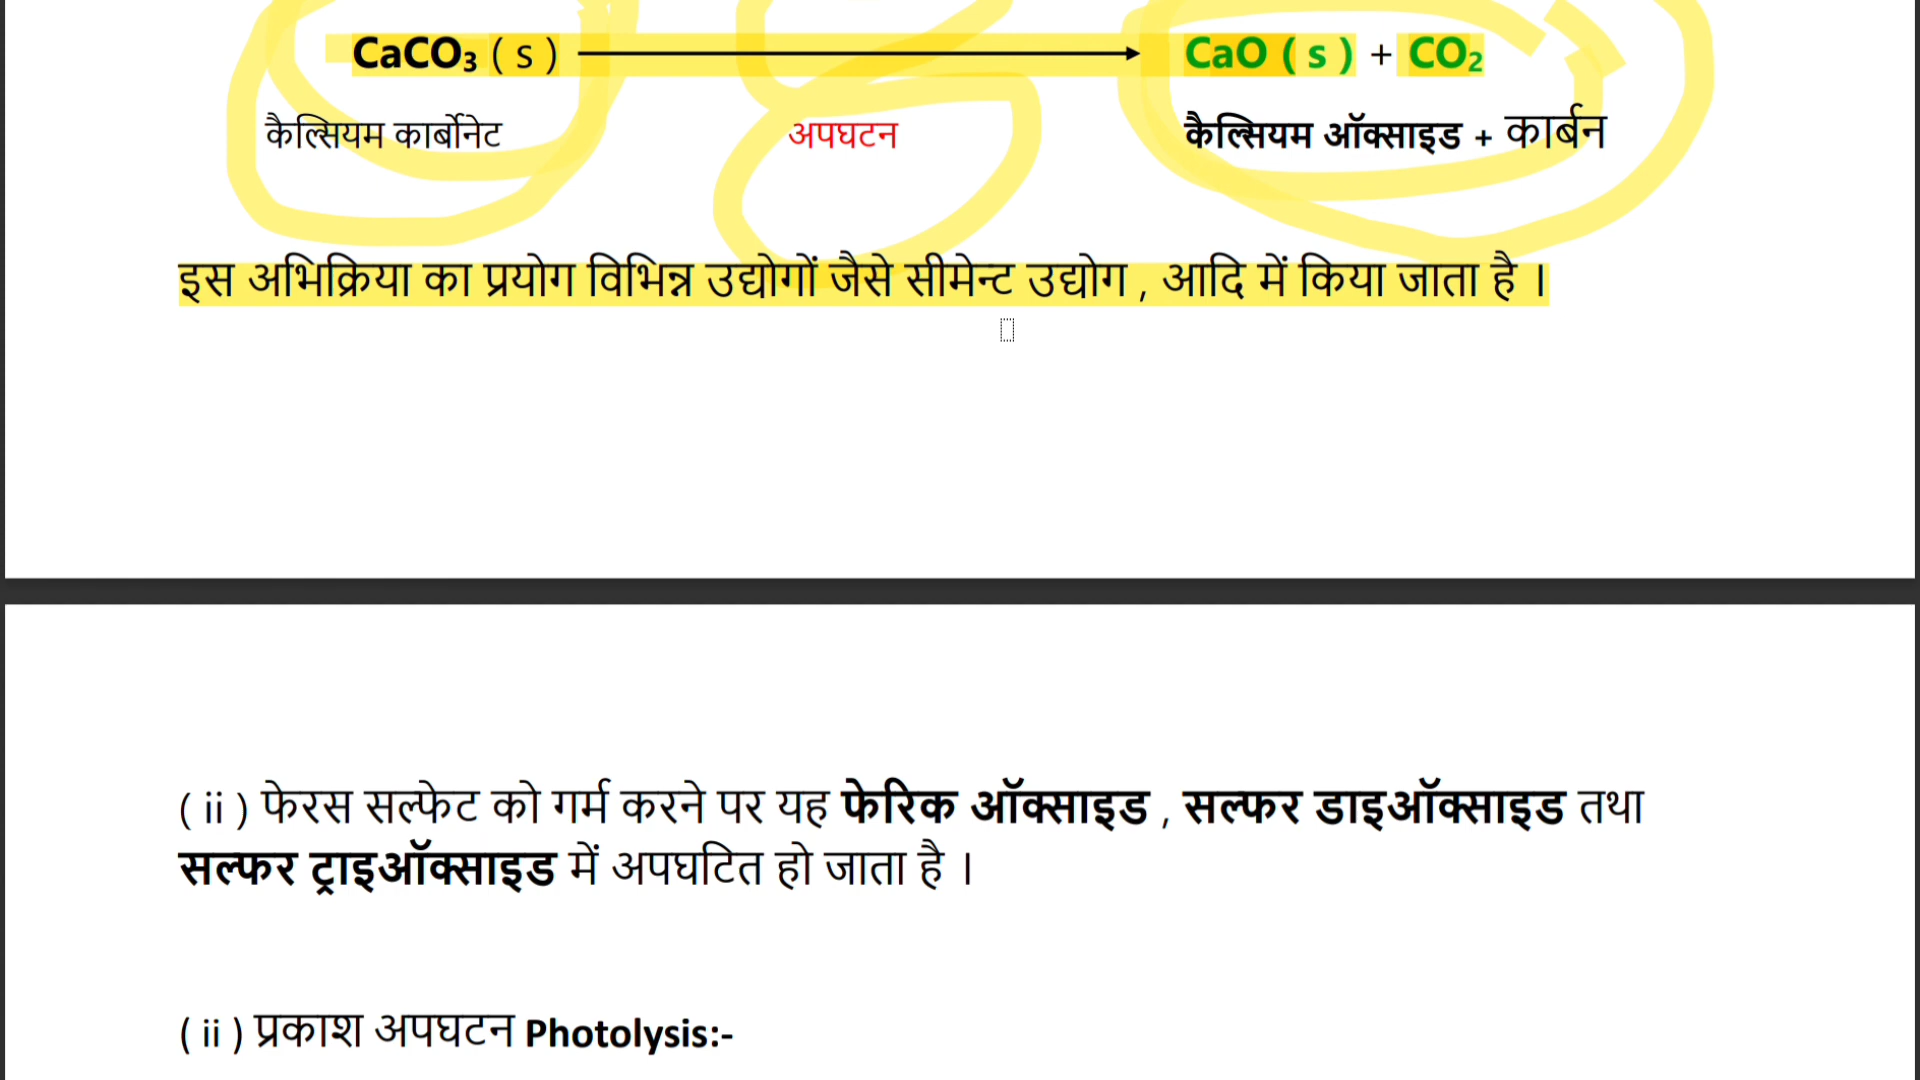 CaCO₃ ( s ) ⟶ CaO ( s ) + CO₂
कैल्सियम कार्बोनेट अपघटन कैल्सियम ऑक्साइड + कार्बन
इस अभिक्रिया का प्रयोग विभिन्न उद्योगों जैसे सीमेन्ट उद्योग , आदि में किया जाता है ।
( ii ) फेरस सल्फेट को गर्म करने पर यह फेरिक ऑक्साइड , सल्फर डाइऑक्साइड तथा
सल्फर ट्राइऑक्साइड में अपघटित हो जाता है ।
( ii ) प्रकाश अपघटन Photolysis:-